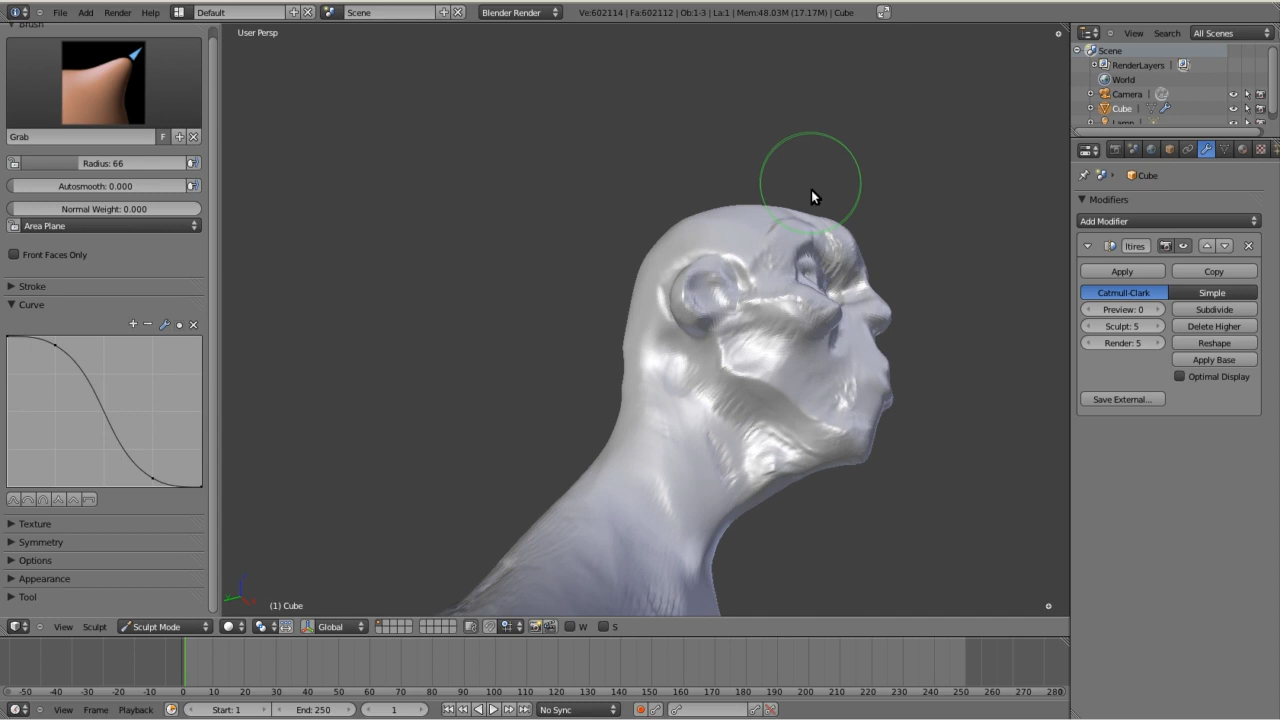 File Add Render Help Default Scene Blender Render Ve:602114 | Fa:602112 | Ob:1-3 | La:1 | Mem:48.03M (17.17M) | Cube
Brush
Grab F
Radius: 66
Autosmooth: 0.000
Normal Weight: 0.000
Area Plane
Front Faces Only
Stroke
Curve
Texture
Symmetry
Options
Appearance
Tool
User Persp
(1) Cube
View Sculpt Sculpt Mode Global W S
-50 -40 -30 -20 -10 0 10 20 30 40 50 60 70 80 90 100 110 120 130 140 150 160 170 180 190 200 210 220 230 240 250 260 270 280
View Frame Playback Start: 1 End: 250 1 No Sync
View Search All Scenes
Scene
RenderLayers |
World
Camera |
Cube |
Lamp |
Cube
Modifiers
Add Modifier
ltires
Apply Copy
Catmull-Clark Simple
Preview: 0 Subdivide
Sculpt: 5 Delete Higher
Render: 5 Reshape
Apply Base
Optimal Display
Save External...